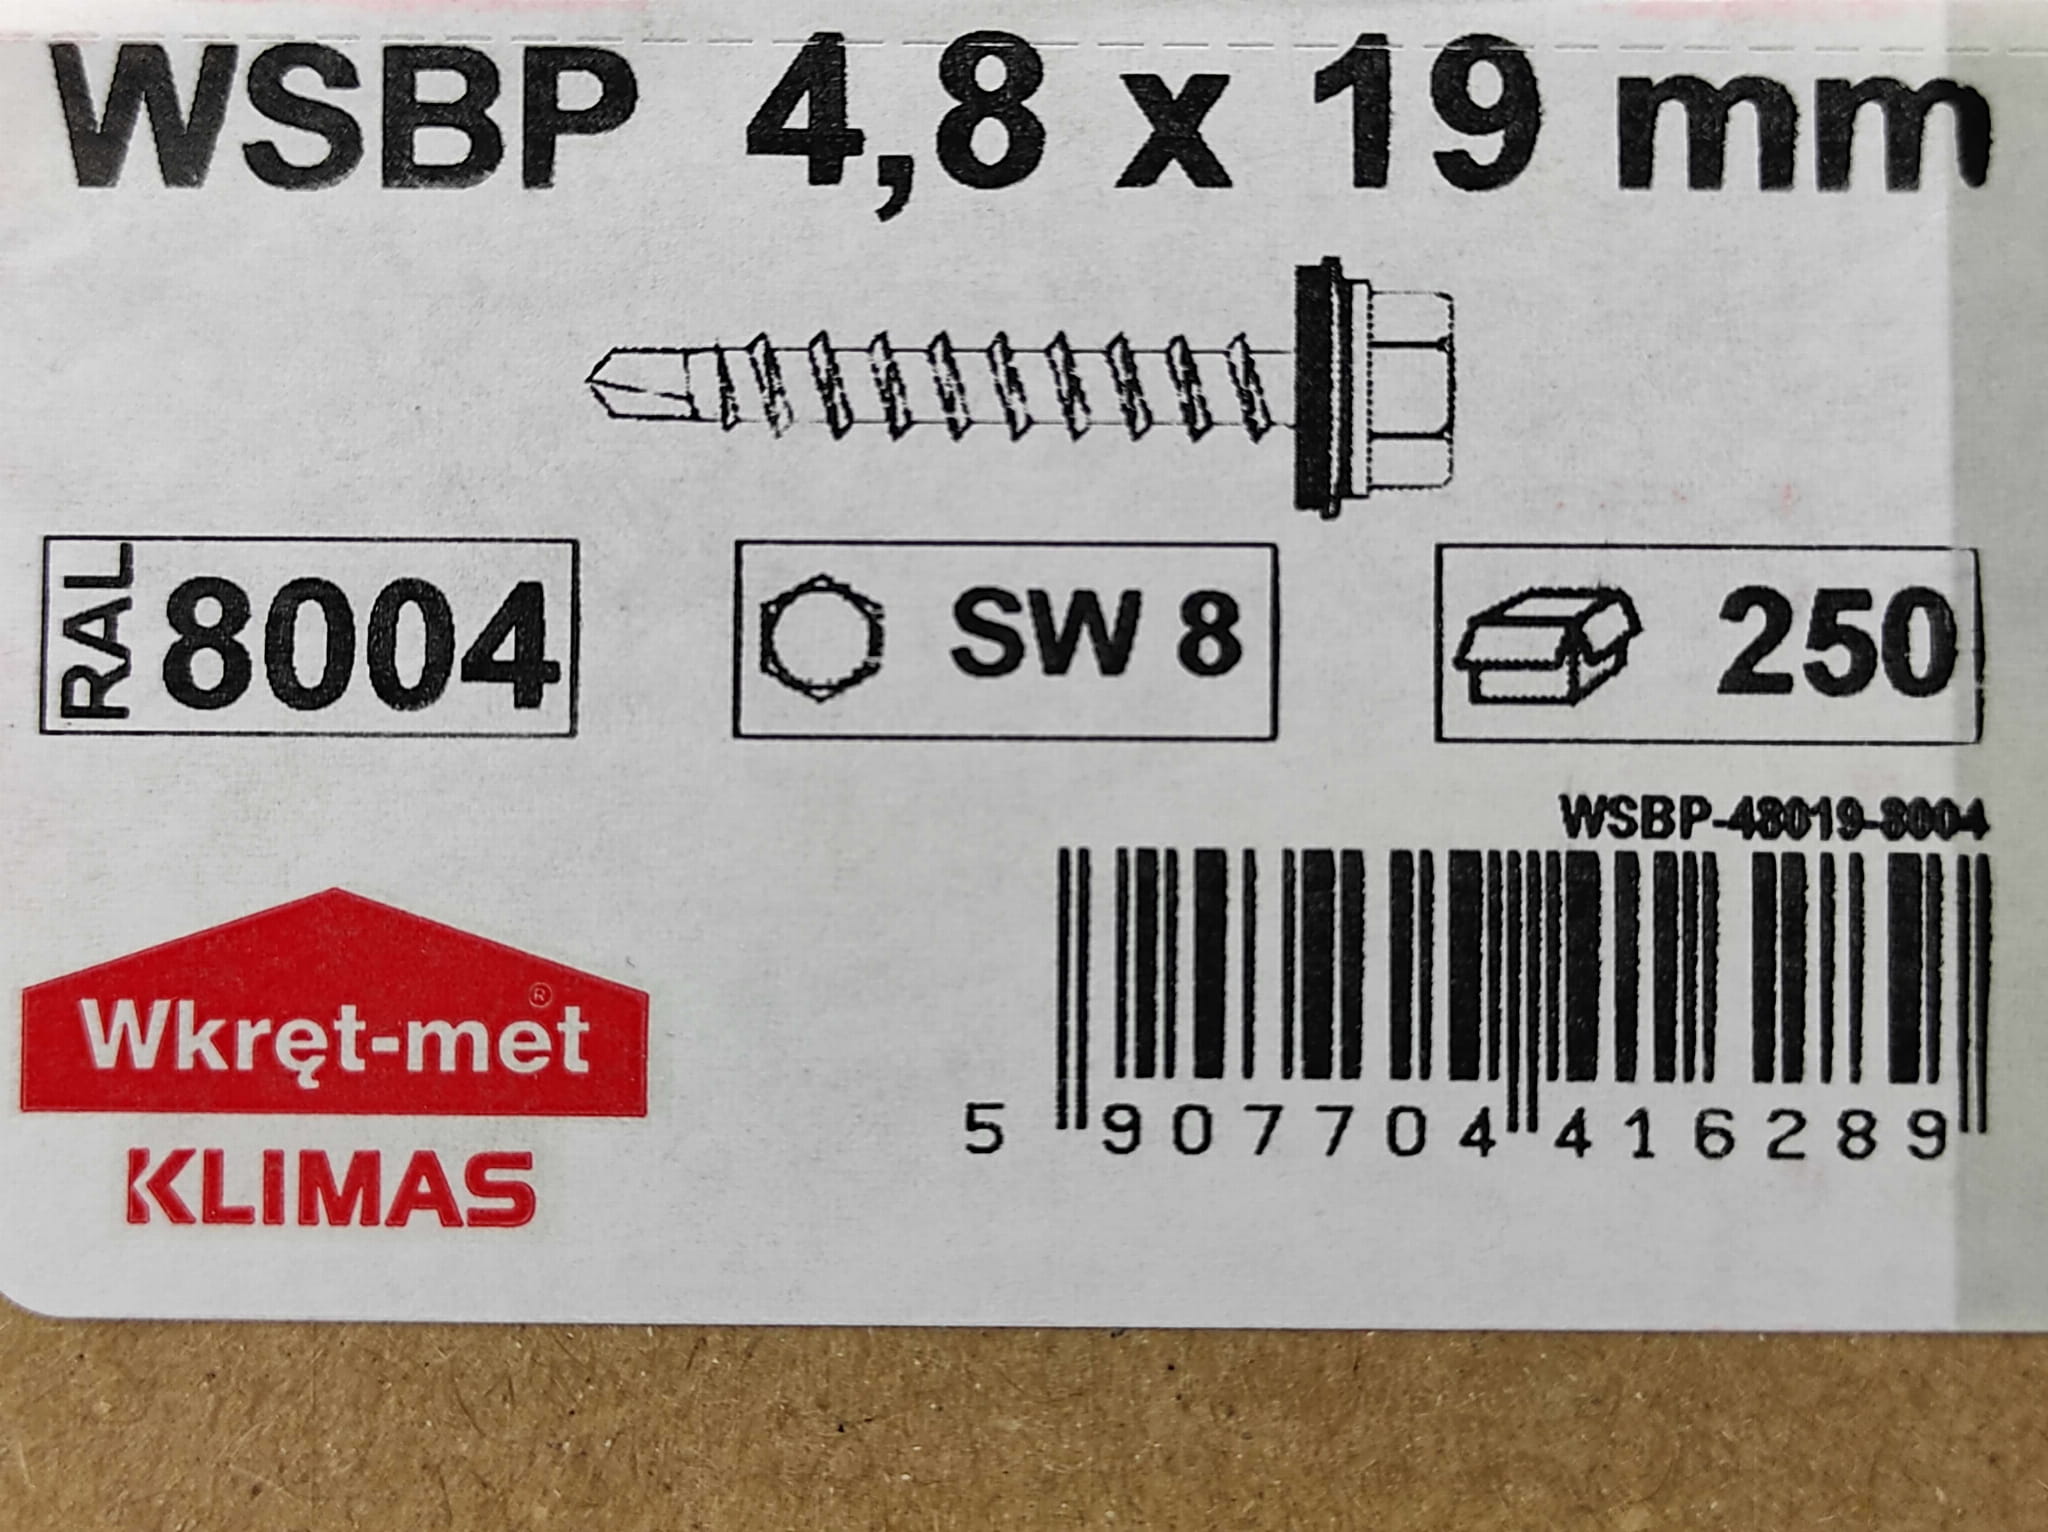 WSBP 4,8 x 19 mm
RAL 8004
SW 8
250
WSBP-48019-8004
5 907704 416289
Wkręt-met®
KLIMAS